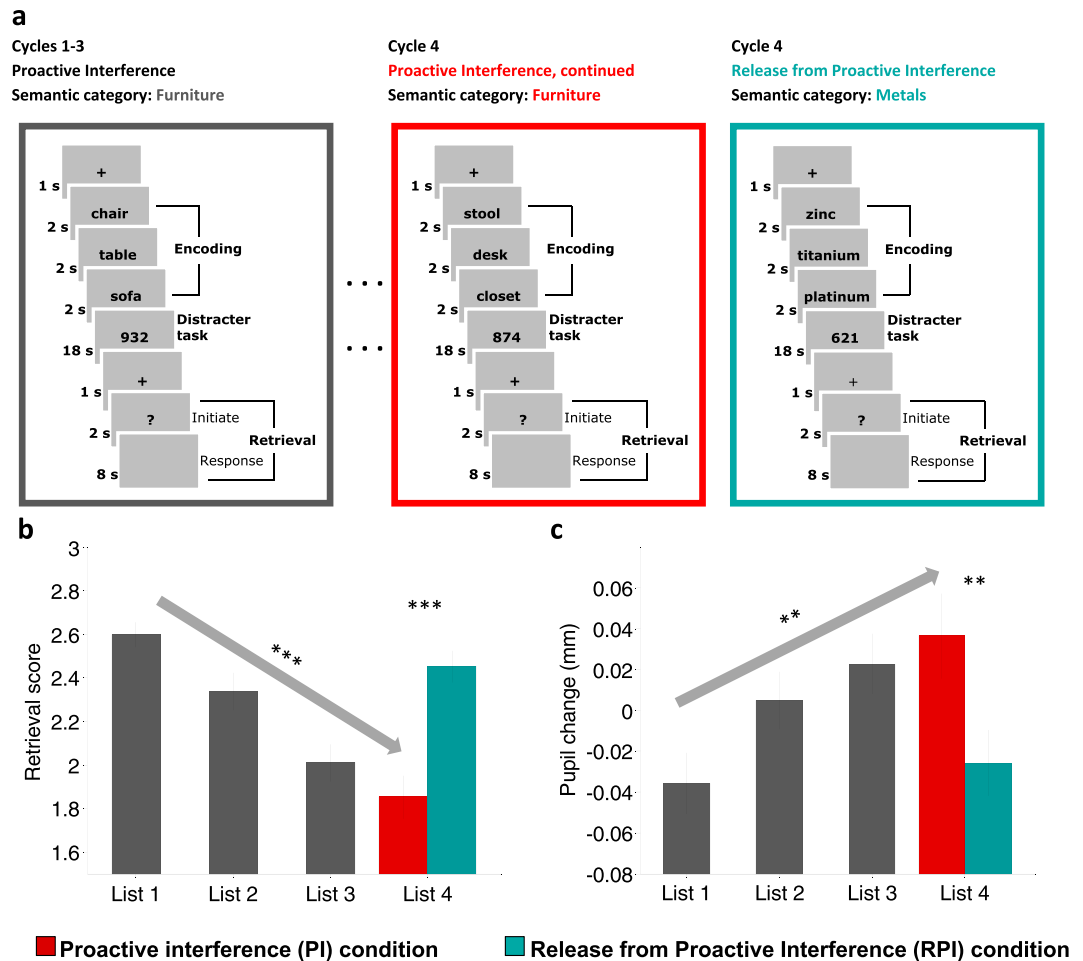 a
Cycles 1-3
Proactive Interference
Semantic category: Furniture
Cycle 4
Proactive Interference, continued
Semantic category: Furniture
Cycle 4
Release from Proactive Interference
Semantic category: Metals
+
1 s
chair
2 s
table
2 s
sofa
2 s
Encoding
932
Distracter
task
18 s
+
1 s
?
Initiate
2 s
Response
8 s
Retrieval
. . .
. . .
+
1 s
stool
2 s
desk
2 s
closet
2 s
Encoding
874
Distracter
task
18 s
+
1 s
?
Initiate
2 s
Response
8 s
Retrieval
+
1 s
zinc
2 s
titanium
2 s
platinum
2 s
Encoding
621
Distracter
task
18 s
+
1 s
?
Initiate
2 s
Response
8 s
Retrieval
b
Retrieval score
3
2.8
2.6
2.4
2.2
2
1.8
1.6
***
***
List 1
List 2
List 3
List 4
c
Pupil change (mm)
0.06
0.04
0.02
0
-0.02
-0.04
-0.06
-0.08
**
**
List 1
List 2
List 3
List 4
Proactive interference (PI) condition
Release from Proactive Interference (RPI) condition